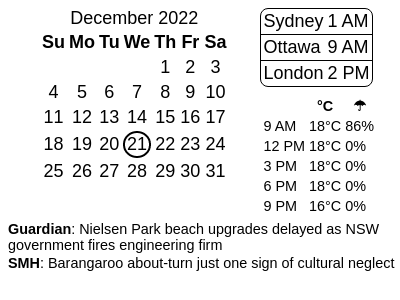 December 2022
Su Mo Tu We Th Fr Sa
1 2 3
4 5 6 7 8 9 10
11 12 13 14 15 16 17
18 19 20 21 22 23 24
25 26 27 28 29 30 31
Sydney 1 AM
Ottawa 9 AM
London 2 PM
°C ☂
9 AM 18°C 86%
12 PM 18°C 0%
3 PM 18°C 0%
6 PM 18°C 0%
9 PM 16°C 0%
Guardian: Nielsen Park beach upgrades delayed as NSW
government fires engineering firm
SMH: Barangaroo about-turn just one sign of cultural neglect